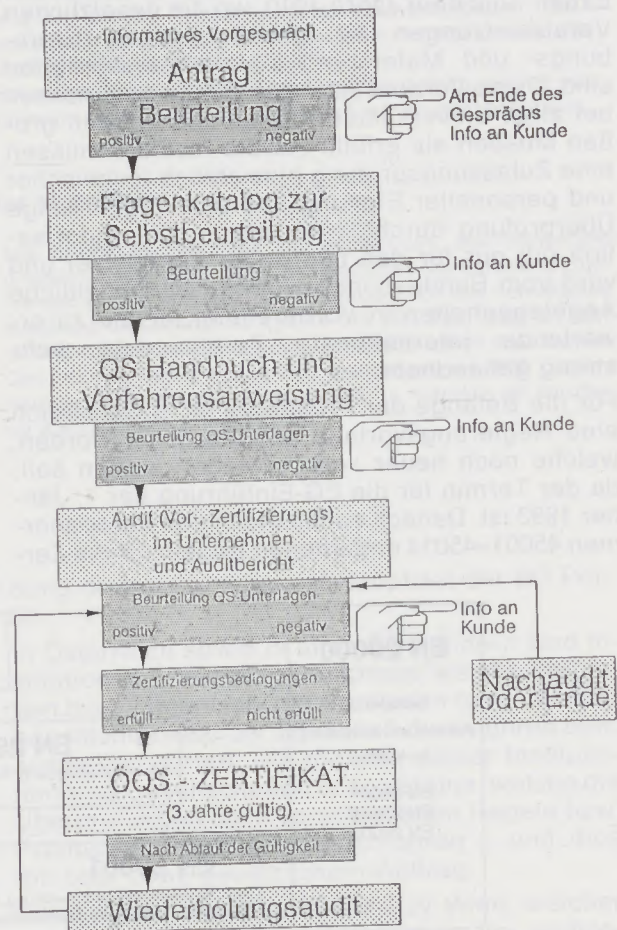 Informatives Vorgespräch
Antrag
Beurteilung
positiv negativ
Am Ende des
Gesprächs
Info an Kunde
Fragenkatalog zur
Selbstbeurteilung
Beurteilung
positiv negativ
Info an Kunde
QS Handbuch und
Verfahrensanweisung
Beurteilung QS-Unterlagen
positiv negativ
Info an Kunde
Audit (Vor-, Zertifizierungs)
im Unternehmen
und Auditbericht
Beurteilung QS-Unterlagen
positiv negativ
Info an
Kunde
Nachaudit
oder Ende
Zertifizierungsbedingungen
erfüllt nicht erfüllt
ÖQS - ZERTIFIKAT
(3 Jahre gültig)
Nach Ablauf der Gültigkeit
Wiederholungsaudit